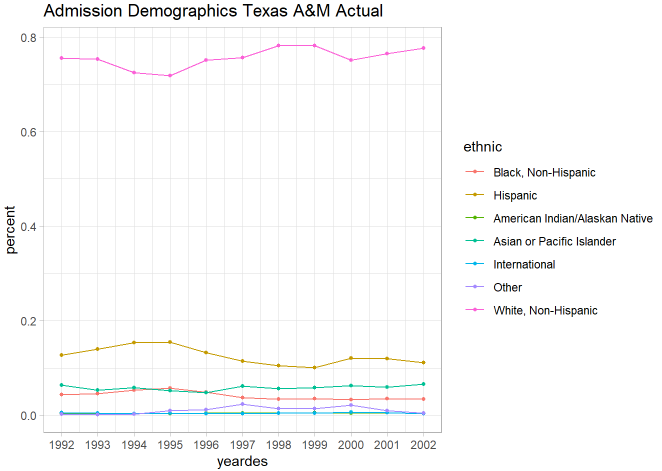 Admission Demographics Texas A&M Actual
0.8
0.6
0.4
0.2
0.0
percent
1992 1993 1994 1995 1996 1997 1998 1999 2000 2001 2002
yeardes
ethnic
Black, Non-Hispanic
Hispanic
American Indian/Alaskan Native
Asian or Pacific Islander
International
Other
White, Non-Hispanic